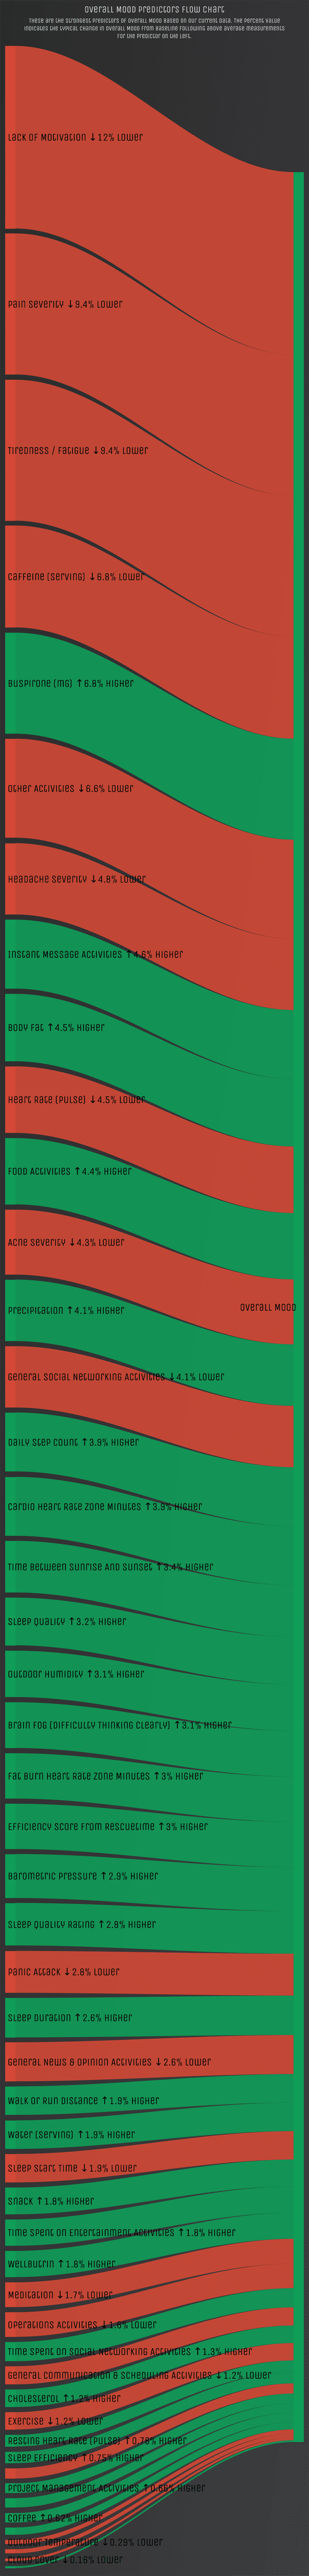 Overall Mood Predictors Flow Chart
These are the strongest predictors of Overall Mood based on our current data. The percent value
indicates the typical change in Overall Mood from baseline following above average measurements
for the predictor on the left.
Lack of Motivation ↓ 12% Lower
Pain Severity ↓ 9.4% Lower
Tiredness / Fatigue ↓ 9.4% Lower
Caffeine (serving) ↓ 6.8% Lower
Buspirone (mg) ↑ 6.8% Higher
Other Activities ↓ 6.6% Lower
Headache Severity ↓ 4.8% Lower
Instant Message Activities ↑ 4.6% Higher
Body Fat ↑ 4.5% Higher
Heart Rate (Pulse) ↓ 4.5% Lower
Food Activities ↑ 4.4% Higher
Acne Severity ↓ 4.3% Lower
Overall Mood
Precipitation ↑ 4.1% Higher
General Social Networking Activities ↓ 4.1% Lower
Daily Step Count ↑ 3.9% Higher
Cardio Heart Rate Zone Minutes ↑ 3.9% Higher
Time Between Sunrise And Sunset ↑ 3.4% Higher
Sleep Quality ↑ 3.2% Higher
Outdoor Humidity ↑ 3.1% Higher
Brain Fog (Difficulty Thinking Clearly) ↑ 3.1% Higher
Fat Burn Heart Rate Zone Minutes ↑ 3% Higher
Efficiency Score From Rescuetime ↑ 3% Higher
Barometric Pressure ↑ 2.9% Higher
Sleep Quality Rating ↑ 2.8% Higher
Panic Attack ↓ 2.8% Lower
Sleep Duration ↑ 2.6% Higher
General News & Opinion Activities ↓ 2.6% Lower
Walk Or Run Distance ↑ 1.9% Higher
Water (serving) ↑ 1.9% Higher
Sleep Start Time ↓ 1.9% Lower
Snack ↑ 1.8% Higher
Time Spent On Entertainment Activities ↑ 1.8% Higher
Wellbutrin ↑ 1.8% Higher
Meditation ↓ 1.7% Lower
Operations Activities ↓ 1.6% Lower
Time Spent On Social Networking Activities ↑ 1.3% Higher
General Communication & Scheduling Activities ↓ 1.2% Lower
Cholesterol ↑ 1.2% Higher
Exercise ↓ 1.2% Lower
Resting Heart Rate (Pulse) ↑ 0.78% Higher
Sleep Efficiency ↑ 0.75% Higher
Project Management Activities ↑ 0.66% Higher
Coffee ↑ 0.62% Higher
Outdoor Temperature ↓ 0.29% Lower
Cloud Cover ↓ 0.16% Lower